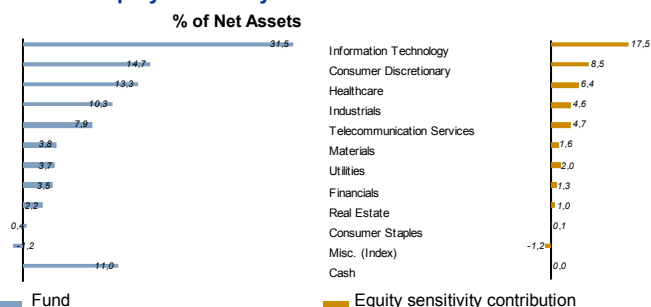 % of Net Assets
31,5 Information Technology 17,5
14,7 Consumer Discretionary 8,5
13,3 Healthcare 6,4
10,3 Industrials 4,6
7,9 Telecommunication Services 4,7
3,8 Materials 1,6
3,7 Utilities 2,0
3,5 Financials 1,3
2,2 Real Estate 1,0
0,4 Consumer Staples 0,1
-1,2 Misc. (Index) -1,2
11,0 Cash 0,0
Fund Equity sensitivity contribution